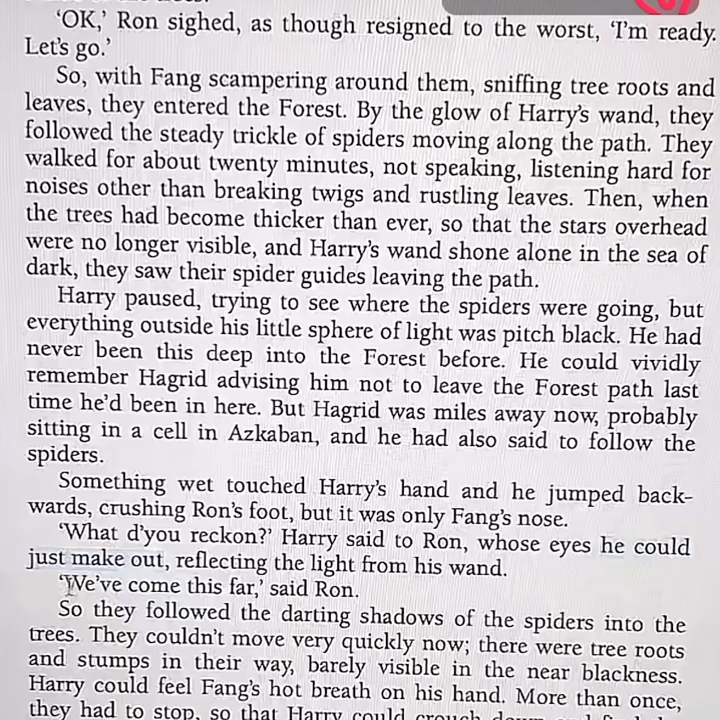 'OK,' Ron sighed, as though resigned to the worst, 'I'm ready.
Let's go.'
So, with Fang scampering around them, sniffing tree roots and
leaves, they entered the Forest. By the glow of Harry's wand, they
followed the steady trickle of spiders moving along the path. They
walked for about twenty minutes, not speaking, listening hard for
noises other than breaking twigs and rustling leaves. Then, when
the trees had become thicker than ever, so that the stars overhead
were no longer visible, and Harry's wand shone alone in the sea of
dark, they saw their spider guides leaving the path.
Harry paused, trying to see where the spiders were going, but
everything outside his little sphere of light was pitch black. He had
never been this deep into the Forest before. He could vividly
remember Hagrid advising him not to leave the Forest path last
time he'd been in here. But Hagrid was miles away now, probably
sitting in a cell in Azkaban, and he had also said to follow the
spiders.
Something wet touched Harry's hand and he jumped back-
wards, crushing Ron's foot, but it was only Fang's nose.
'What d'you reckon?' Harry said to Ron, whose eyes he could
just make out, reflecting the light from his wand.
'We've come this far,' said Ron.
So they followed the darting shadows of the spiders into the
trees. They couldn't move very quickly now; there were tree roots
and stumps in their way, barely visible in the near blackness.
Harry could feel Fang's hot breath on his hand. More than once,
they had to stop, so that Harry could crouch down